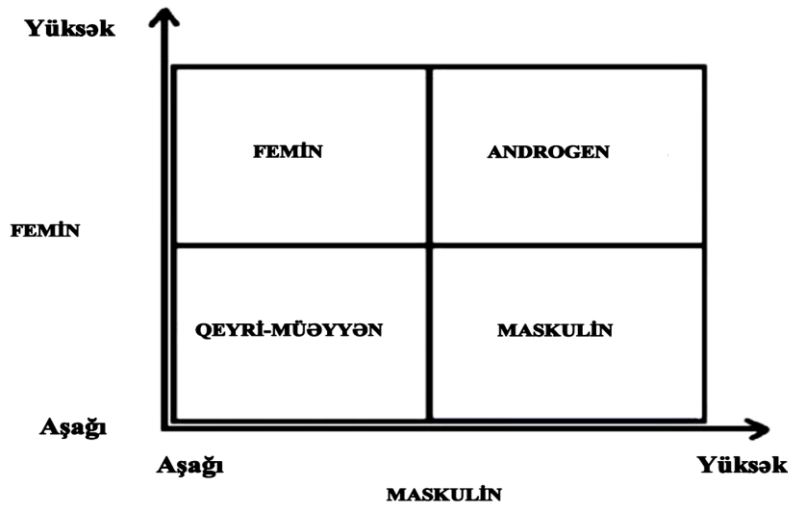 Yüksək
FEMİN
ANDROGEN
FEMİN
QEYRİ-MÜƏYYƏN
MASKULİN
Aşağı
Aşağı
Yüksək
MASKULİN